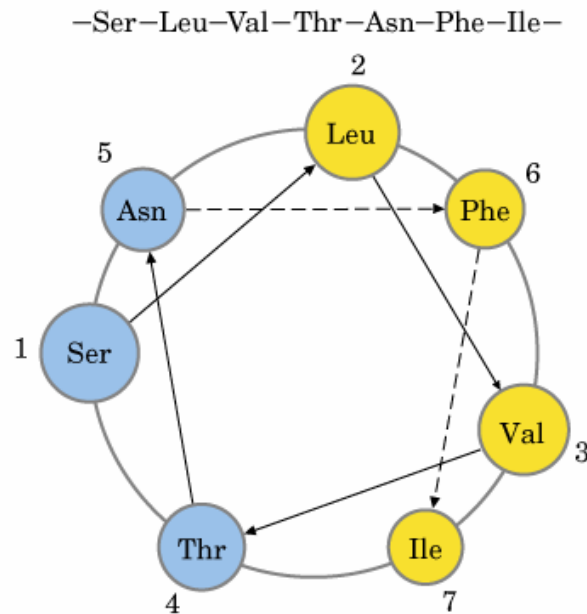 –Ser–Leu–Val–Thr–Asn–Phe–Ile–
2
Leu
5
6
Asn
Phe
1
Ser
Val
3
Thr
Ile
4
7